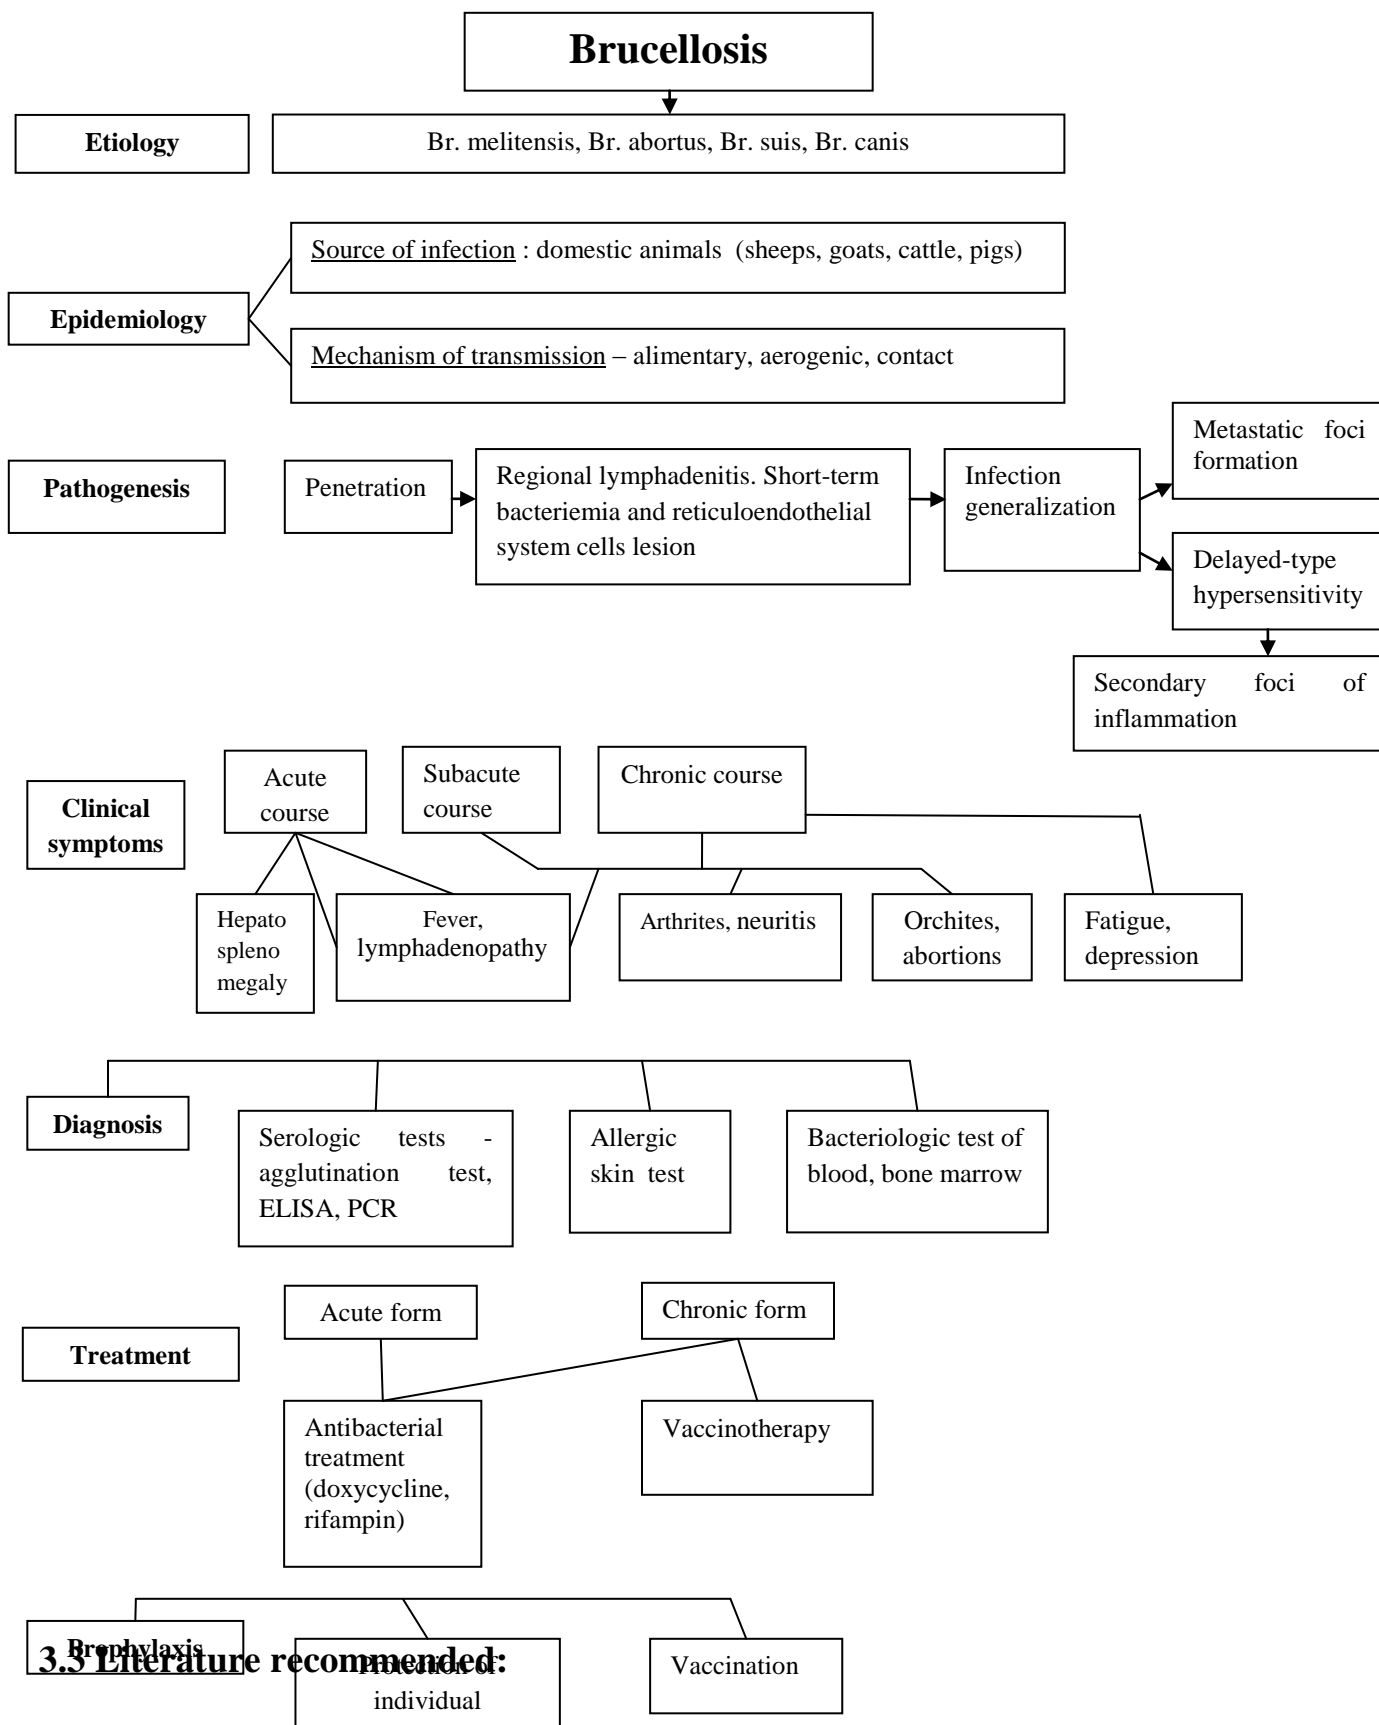 Brucellosis
Etiology
Br. melitensis, Br. abortus, Br. suis, Br. canis
Source of infection : domestic animals (sheeps, goats, cattle, pigs)
Epidemiology
Mechanism of transmission – alimentary, aerogenic, contact
Pathogenesis
Penetration
Regional lymphadenitis. Short-term
bacteriemia and reticuloendothelial
system cells lesion
Infection
generalization
Metastatic foci
formation
Delayed-type
hypersensitivity
Secondary foci of
inflammation
Clinical
symptoms
Acute
course
Subacute
course
Chronic course
Hepato
spleno
megaly
Fever,
lymphadenopathy
Arthrites, neuritis
Orchites,
abortions
Fatigue,
depression
Diagnosis
Serologic tests -
agglutination test,
ELISA, PCR
Allergic
skin test
Bacteriologic test of
blood, bone marrow
Treatment
Acute form
Chronic form
Antibacterial
treatment
(doxycycline,
rifampin)
Vaccinotherapy
Prophylaxis
3.3 Literature recommended:
Protection of
individual
Vaccination